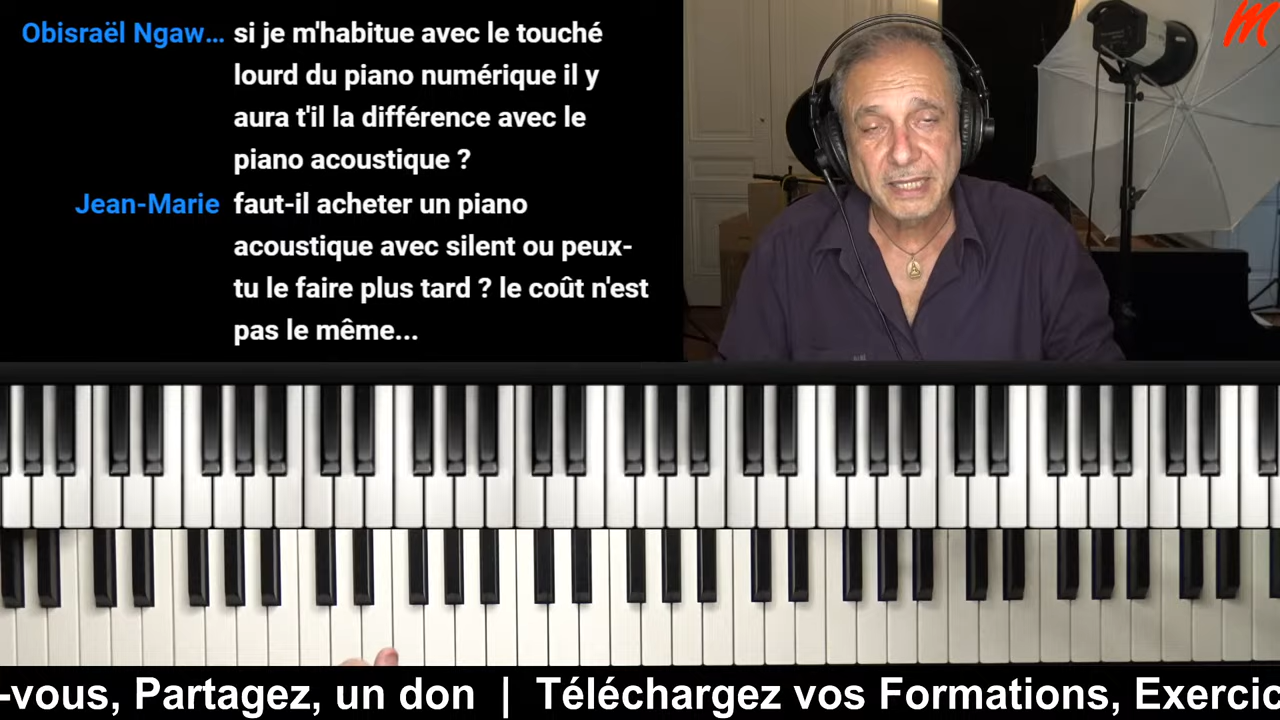 Obisraël Ngaw... si je m'habitue avec le touché
lourd du piano numérique il y
aura t'il la différence avec le
piano acoustique ?
Jean-Marie faut-il acheter un piano
acoustique avec silent ou peux-
tu le faire plus tard ? le coût n'est
pas le même...
M
-vous, Partagez, un don | Téléchargez vos Formations, Exerci